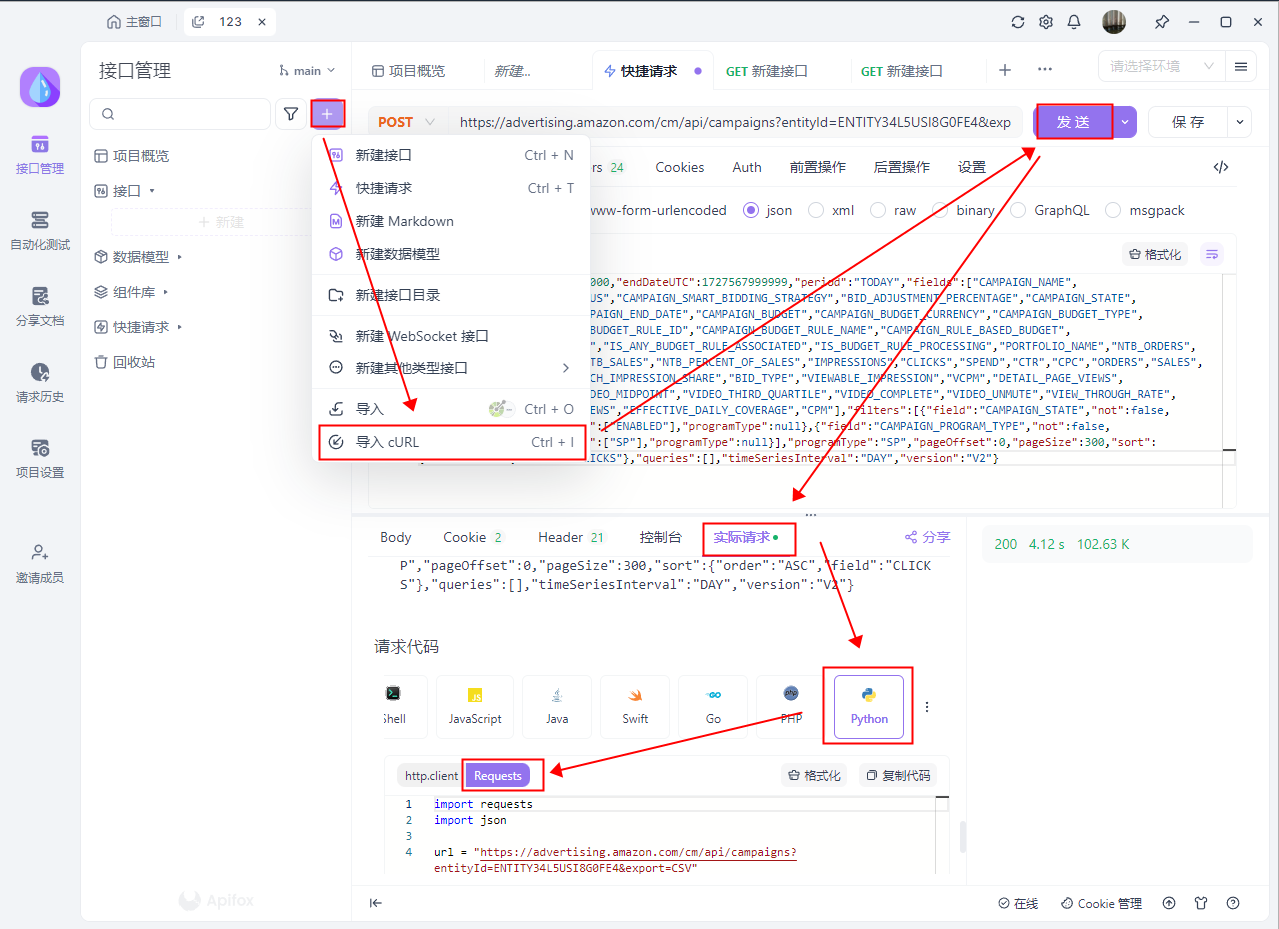 主窗口
123
接口管理
main
项目概览
新建...
快捷请求
GET 新建接口
GET 新建接口
请选择环境
POST
https://advertising.amazon.com/cm/api/campaigns?entityId=ENTITY34L5USI8G0FE4&exp
发 送
保 存
接口管理
自动化测试
分享文档
请求历史
项目设置
邀请成员
项目概览
接口
新建
数据模型
组件库
快捷请求
回收站
新建接口 Ctrl + N
快捷请求 Ctrl + T
新建 Markdown
新建数据模型
新建接口目录
新建 WebSocket 接口
新建其他类型接口
导入 Ctrl + O
导入 cURL Ctrl + I
rs 24 Cookies Auth 前置操作 后置操作 设置
www-form-urlencoded json xml raw binary GraphQL msgpack
格式化
000,"endDateUTC":1727567999999,"period":"TODAY","fields":["CAMPAIGN_NAME",
US","CAMPAIGN_SMART_BIDDING_STRATEGY","BID_ADJUSTMENT_PERCENTAGE","CAMPAIGN_STATE",
PAIGN_END_DATE","CAMPAIGN_BUDGET","CAMPAIGN_BUDGET_CURRENCY","CAMPAIGN_BUDGET_TYPE",
BUDGET_RULE_ID","CAMPAIGN_BUDGET_RULE_NAME","CAMPAIGN_RULE_BASED_BUDGET",
","IS_ANY_BUDGET_RULE_ASSOCIATED","IS_BUDGET_RULE_PROCESSING","PORTFOLIO_NAME","NTB_ORDERS",
TB_SALES","NTB_PERCENT_OF_SALES","IMPRESSIONS","CLICKS","SPEND","CTR","CPC","ORDERS","SALES",
CH_IMPRESSION_SHARE","BID_TYPE","VIEWABLE_IMPRESSION","VCPM","DETAIL_PAGE_VIEWS",
VIDEO_MIDPOINT","VIDEO_THIRD_QUARTILE","VIDEO_COMPLETE","VIDEO_UNMUTE","VIEW_THROUGH_RATE",
EWS","EFFECTIVE_DAILY_COVERAGE","CPM"],"filters":[{"field":"CAMPAIGN_STATE","not":false,
":["ENABLED"],"programType":null},{"field":"CAMPAIGN_PROGRAM_TYPE","not":false,
":["SP"],"programType":null}],"programType":"SP","pageOffset":0,"pageSize":300,"sort":
LICKS"},"queries":[],"timeSeriesInterval":"DAY","version":"V2"}
Body Cookie 2 Header 21 控制台 实际请求 分享
200 4.12 s 102.63 K
P","pageOffset":0,"pageSize":300,"sort":{"order":"ASC","field":"CLICK
S"},"queries":[],"timeSeriesInterval":"DAY","version":"V2"}
请求代码
Shell JavaScript Java Swift Go PHP Python
http.client Requests 格式化 复制代码
1 import requests
2 import json
3
4 url = "https://advertising.amazon.com/cm/api/campaigns?
entityId=ENTITY34L5USI8G0FE4&export=CSV"
Apifox
在线 Cookie 管理